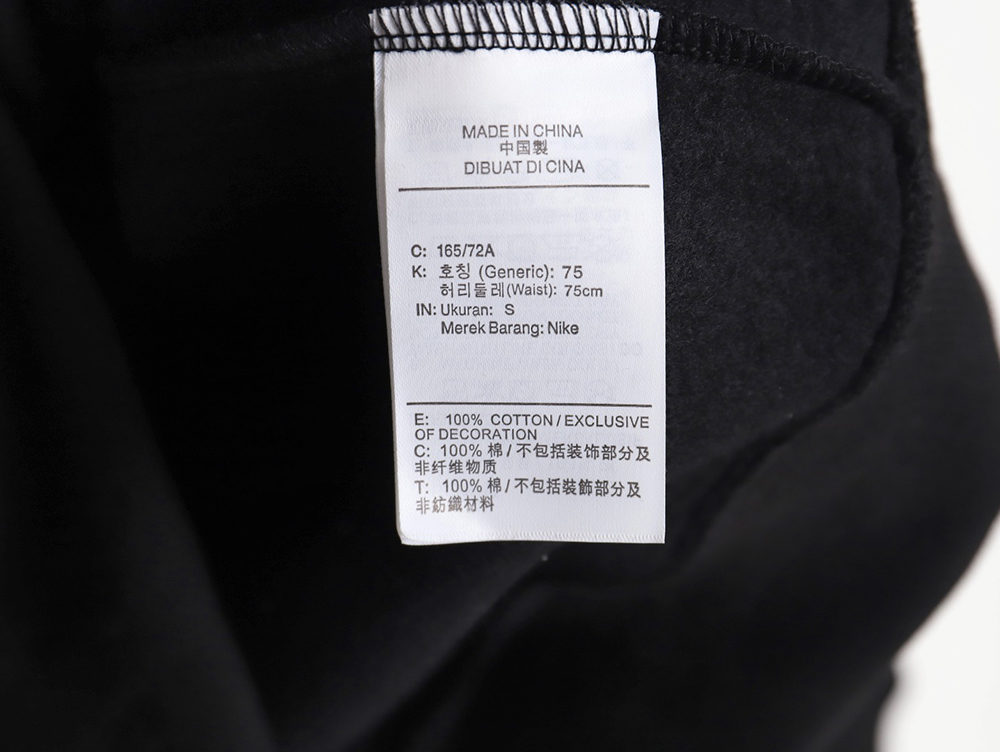 MADE IN CHINA
中国製
DIBUAT DI CINA
C: 165/72A
K: 호칭 (Generic): 75
허리둘레(Waist): 75cm
IN: Ukuran: S
Merek Barang: Nike
E: 100% COTTON / EXCLUSIVE
OF DECORATION
C: 100% 棉 / 不包括装饰部分及
非纤维物质
T: 100% 棉 / 不包括裝飾部分及
非紡織材料